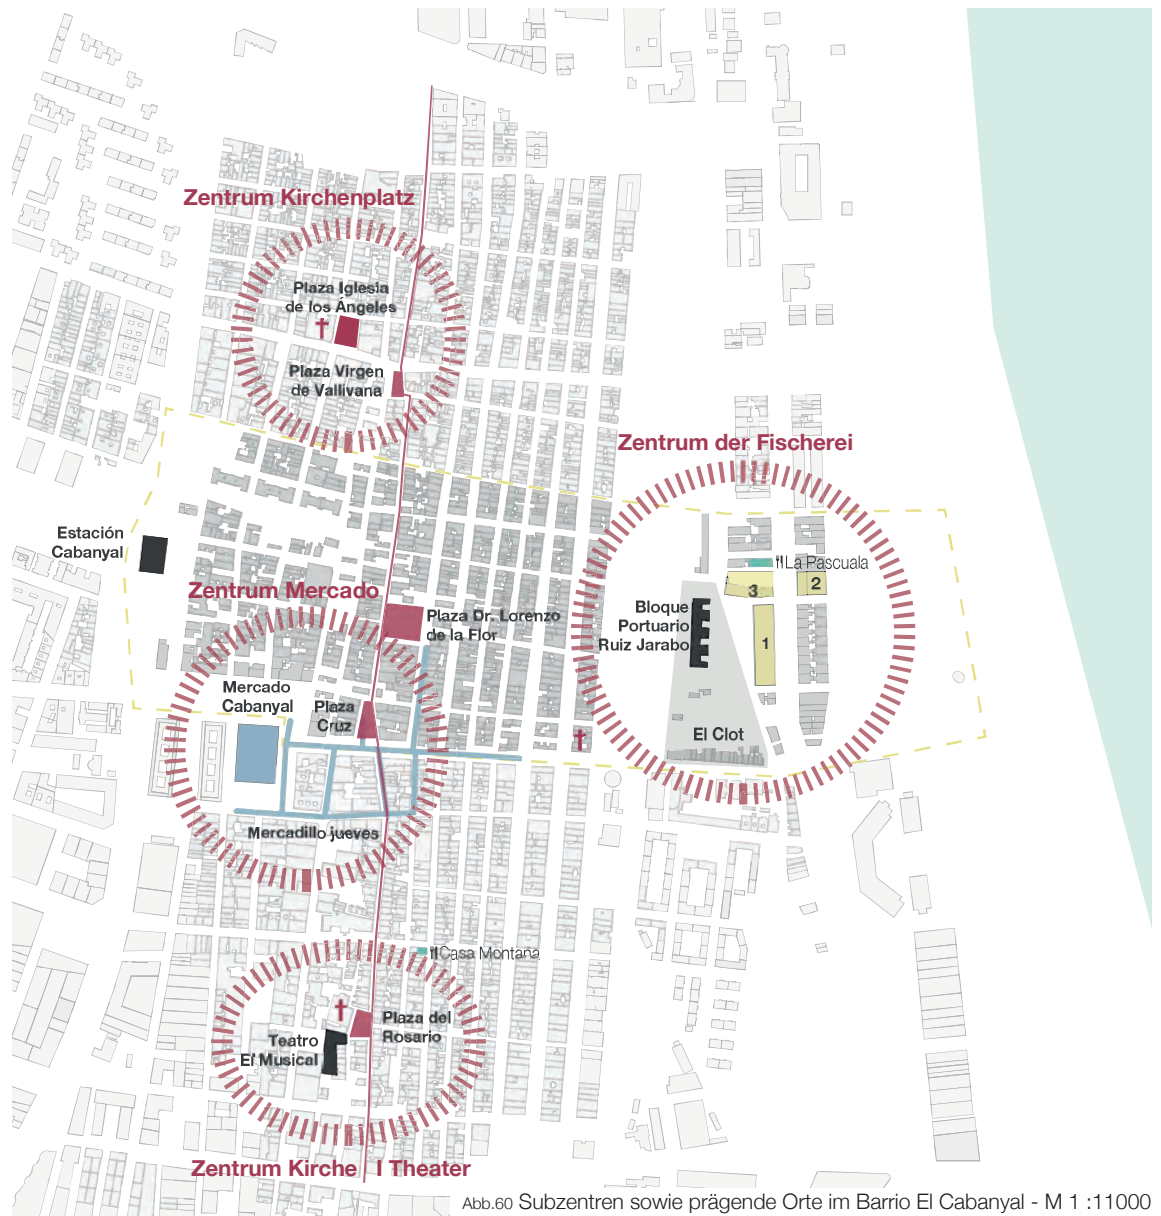 Zentrum Kirchenplatz
Plaza Iglesia
de los Ángeles
Plaza Virgen
de Vallivana
Zentrum der Fischerei
Estación
Cabanyal
La Pascuala
3
2
Zentrum Mercado
Plaza Dr. Lorenzo
de la Flor
Bloque
Portuario
Ruiz Jarabo
1
Mercado
Cabanyal
Plaza
Cruz
El Clot
Mercadillo jueves
Casa Montana
Plaza del
Rosario
Teatro
El Musical
Zentrum Kirche I Theater
Abb.60 Subzentren sowie prägende Orte im Barrio El Cabanyal - M 1 :11000